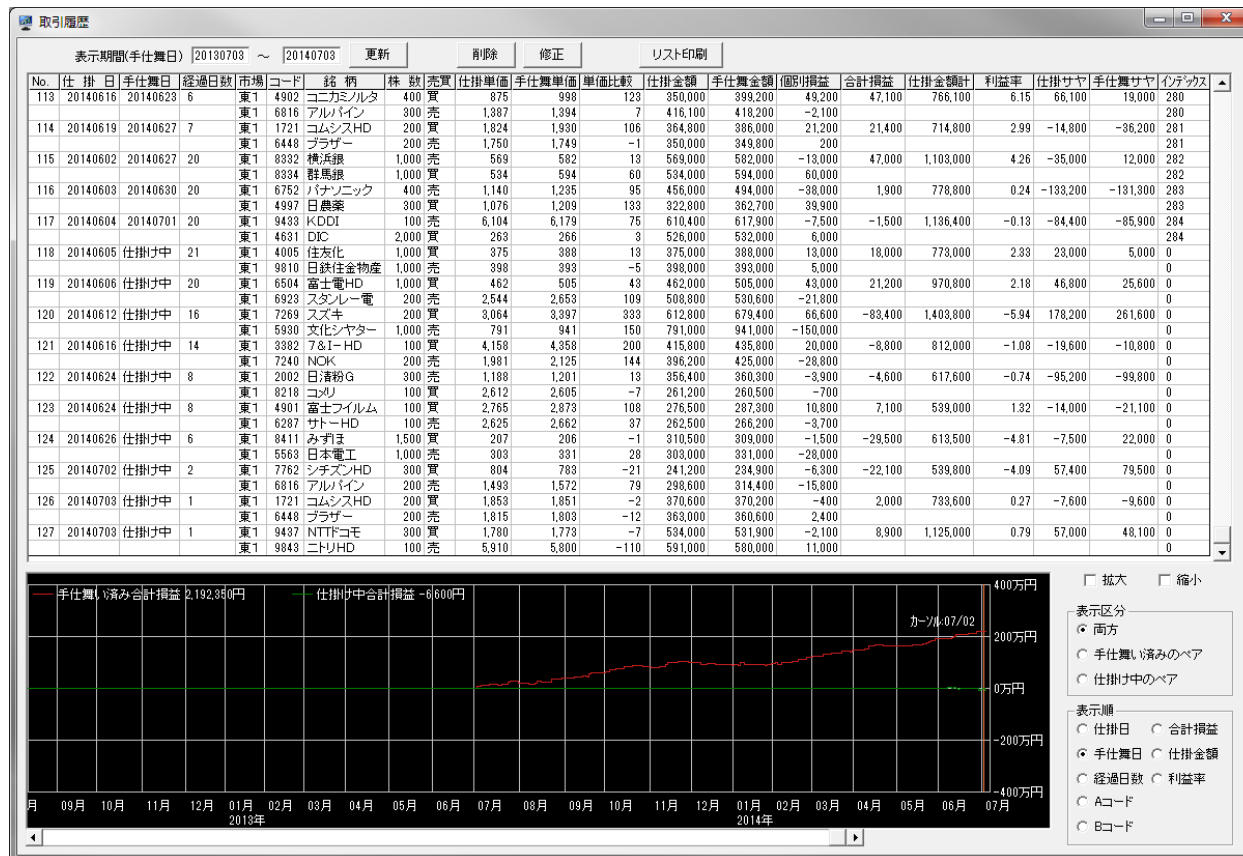 取引履歴
表示期間(手仕舞日) 20130703 ～ 20140703 更新 削除 修正 リスト印刷
No. 仕掛日 手仕舞日 経過日数 市場 コード 銘柄 株数 売買 仕掛単価 手仕舞単価 単価比較 仕掛金額 手仕舞金額 個別損益 合計損益 仕掛金額計 利益率 仕掛サヤ 手仕舞サヤ インデックス
113 20140616 20140623 6 東1 4902 コニカミノルタ 400 買 875 998 123 350,000 399,200 49,200 47,100 766,100 6.15 66,100 19,000 280
東1 6816 アルパイン 300 売 1,387 1,394 7 416,100 418,200 -2,100 280
114 20140619 20140627 7 東1 1721 コムシスHD 200 買 1,824 1,930 106 364,800 386,000 21,200 21,400 714,800 2.99 -14,800 -36,200 281
東1 6448 ブラザー 200 売 1,750 1,749 -1 350,000 349,800 200 281
115 20140602 20140627 20 東1 8332 横浜銀 1,000 売 569 582 13 569,000 582,000 -13,000 47,000 1,103,000 4.26 -35,000 12,000 282
東1 8334 群馬銀 1,000 買 534 594 60 534,000 594,000 60,000 282
116 20140603 20140630 20 東1 6752 パナソニック 400 売 1,140 1,235 95 456,000 494,000 -38,000 1,900 778,800 0.24 -133,200 -131,300 283
東1 4997 日農薬 300 買 1,076 1,209 133 322,800 362,700 39,900 283
117 20140604 20140701 20 東1 9433 KDDI 100 売 6,104 6,179 75 610,400 617,900 -7,500 -1,500 1,136,400 -0.13 -84,400 -85,900 284
東1 4631 DIC 2,000 買 263 266 3 526,000 532,000 6,000 284
118 20140605 仕掛け中 21 東1 4005 住友化 1,000 買 375 388 13 375,000 388,000 13,000 18,000 773,000 2.33 23,000 5,000 0
東1 9810 日鉄住金物産 1,000 売 398 393 -5 398,000 393,000 5,000 0
119 20140606 仕掛け中 20 東1 6504 富士電HD 1,000 買 462 505 43 462,000 505,000 43,000 21,200 970,800 2.18 46,800 25,600 0
東1 6923 スタンレー電 200 売 2,544 2,653 109 508,800 530,600 -21,800 0
120 20140612 仕掛け中 16 東1 7269 スズキ 200 買 3,064 3,397 333 612,800 679,400 66,600 -83,400 1,403,800 -5.94 178,200 261,600 0
東1 5930 文化シヤター 1,000 売 791 941 150 791,000 941,000 -150,000 0
121 20140616 仕掛け中 14 東1 3382 7&I-HD 100 買 4,158 4,358 200 415,800 435,800 20,000 -8,800 812,000 -1.08 -19,600 -10,800 0
東1 7240 NOK 200 売 1,981 2,125 144 396,200 425,000 -28,800 0
122 20140624 仕掛け中 8 東1 2002 日清粉G 300 売 1,188 1,201 13 356,400 360,300 -3,900 -4,600 617,600 -0.74 -95,200 -99,800 0
東1 8218 コメリ 100 買 2,612 2,605 -7 261,200 260,500 -700 0
123 20140624 仕掛け中 8 東1 4901 富士フイルム 100 買 2,765 2,873 108 276,500 287,300 10,800 7,100 539,000 1.32 -14,000 -21,100 0
東1 6287 サトーHD 100 売 2,625 2,662 37 262,500 266,200 -3,700 0
124 20140626 仕掛け中 6 東1 8411 みずほ 1,500 買 207 206 -1 310,500 309,000 -1,500 -29,500 613,500 -4.81 -7,500 22,000 0
東1 5563 日本電工 1,000 売 303 331 28 303,000 331,000 -28,000 0
125 20140702 仕掛け中 2 東1 7762 シチズンHD 300 買 804 783 -21 241,200 234,900 -6,300 -22,100 539,800 -4.09 57,400 79,500 0
東1 6816 アルパイン 200 売 1,493 1,572 79 298,600 314,400 -15,800 0
126 20140703 仕掛け中 1 東1 1721 コムシスHD 200 買 1,853 1,851 -2 370,600 370,200 -400 2,000 733,600 0.27 -7,600 -9,600 0
東1 6448 ブラザー 200 売 1,815 1,803 -12 363,000 360,600 2,400 0
127 20140703 仕掛け中 1 東1 9437 NTTドコモ 300 買 1,780 1,773 -7 534,000 531,900 -2,100 8,900 1,125,000 0.79 57,000 48,100 0
東1 9843 ニトリHD 100 売 5,910 5,800 -110 591,000 580,000 11,000 0
手仕舞い済み合計損益 2,192,350円 仕掛け中合計損益 -6,600円
カーソル:07/02
400万円
200万円
0万円
-200万円
-400万円
月 09月 10月 11月 12月 01月 02月 03月 04月 05月 06月 07月 08月 09月 10月 11月 12月 01月 02月 03月 04月 05月 06月 07月
2013年 2014年
拡大 縮小
表示区分
両方
手仕舞い済みのペア
仕掛け中のペア
表示順
仕掛日 合計損益
手仕舞日 仕掛金額
経過日数 利益率
Aコード
Bコード